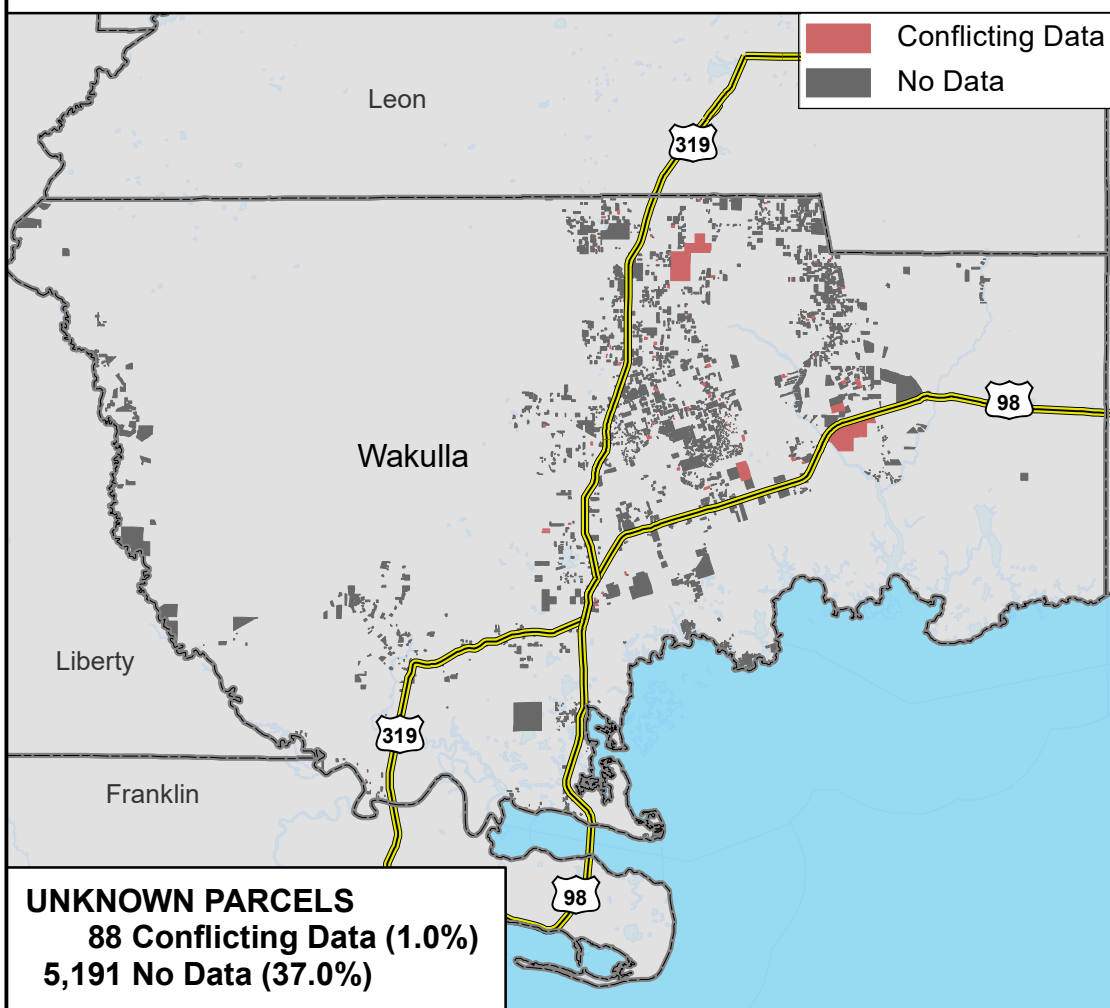 Conflicting Data
No Data
Leon
319
98
Wakulla
Liberty
319
Franklin
98
UNKNOWN PARCELS
88 Conflicting Data (1.0%)
5,191 No Data (37.0%)